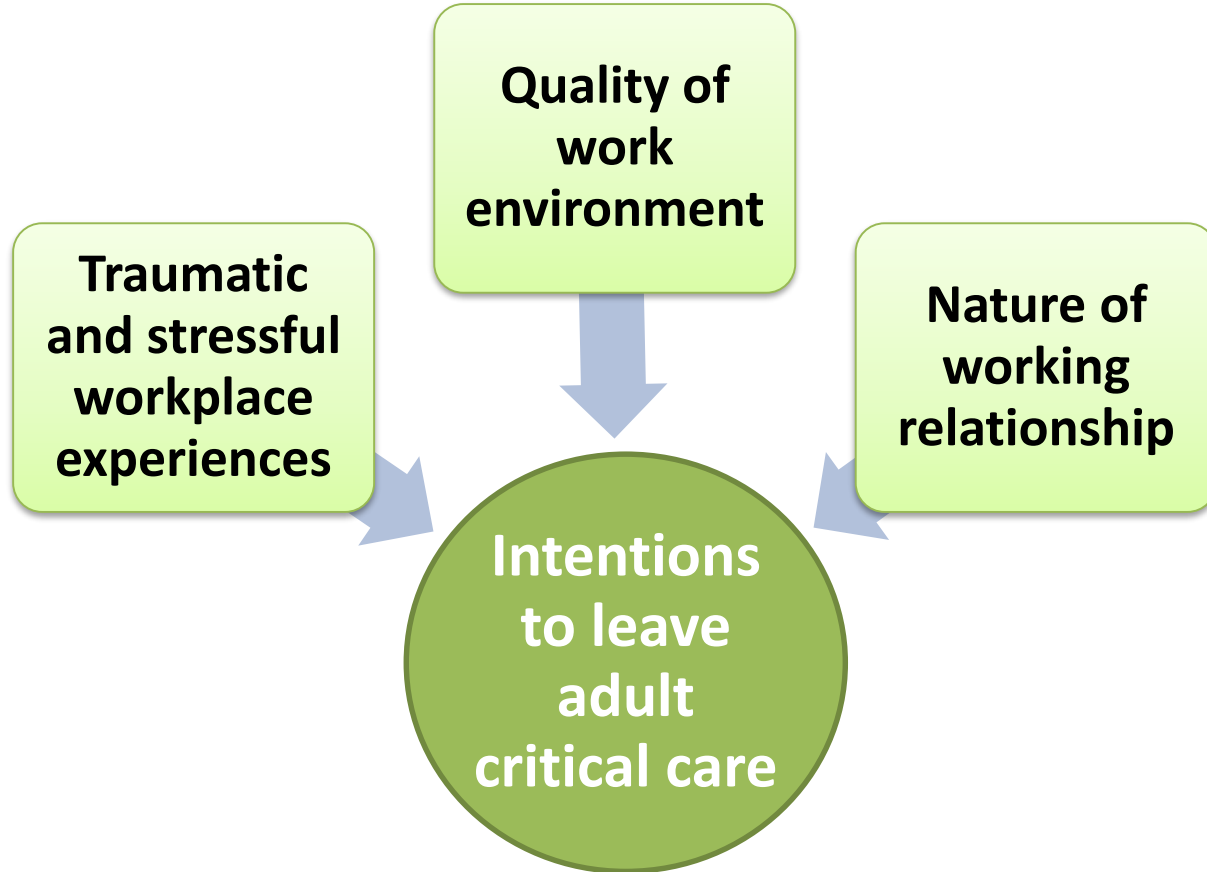 Quality of
work
environment
Traumatic
and stressful
workplace
experiences
Nature of
working
relationship
Intentions
to leave
adult
critical care